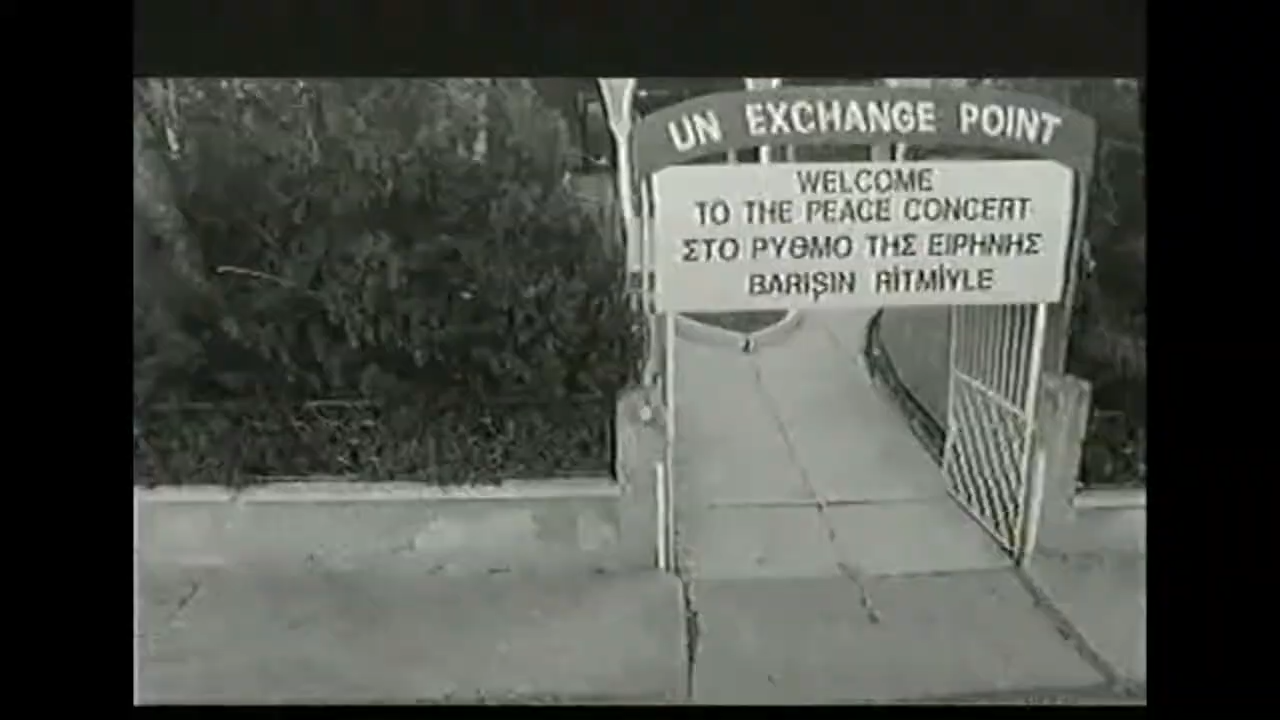 UN EXCHANGE POINT
WELCOME
TO THE PEACE CONCERT
ΣΤΟ ΡΥΘΜΟ ΤΗΣ ΕΙΡΗΝΗΣ
BARIŞIN RİTMİYLE